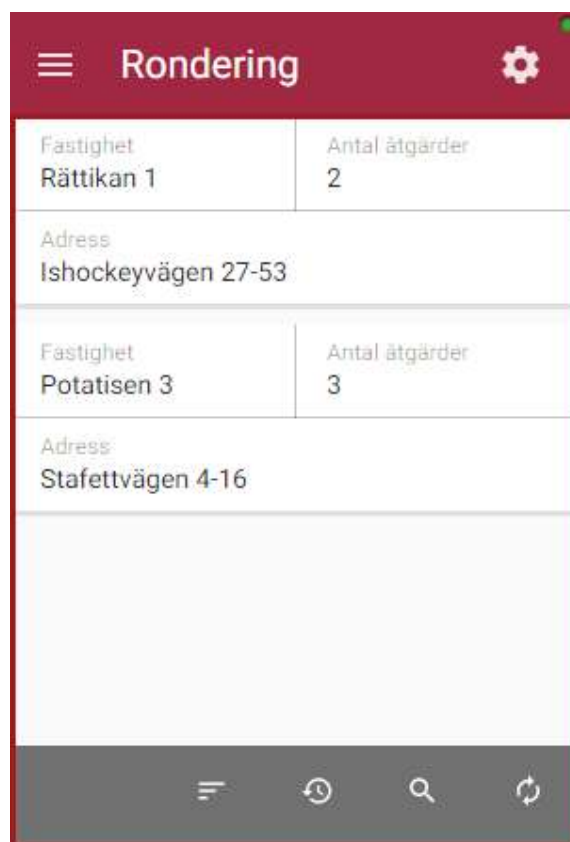 Rondering
Fastighet Antal åtgärder
Rättikan 1 2
Adress
Ishockeyvägen 27-53
Fastighet Antal åtgärder
Potatisen 3 3
Adress
Stafettvägen 4-16